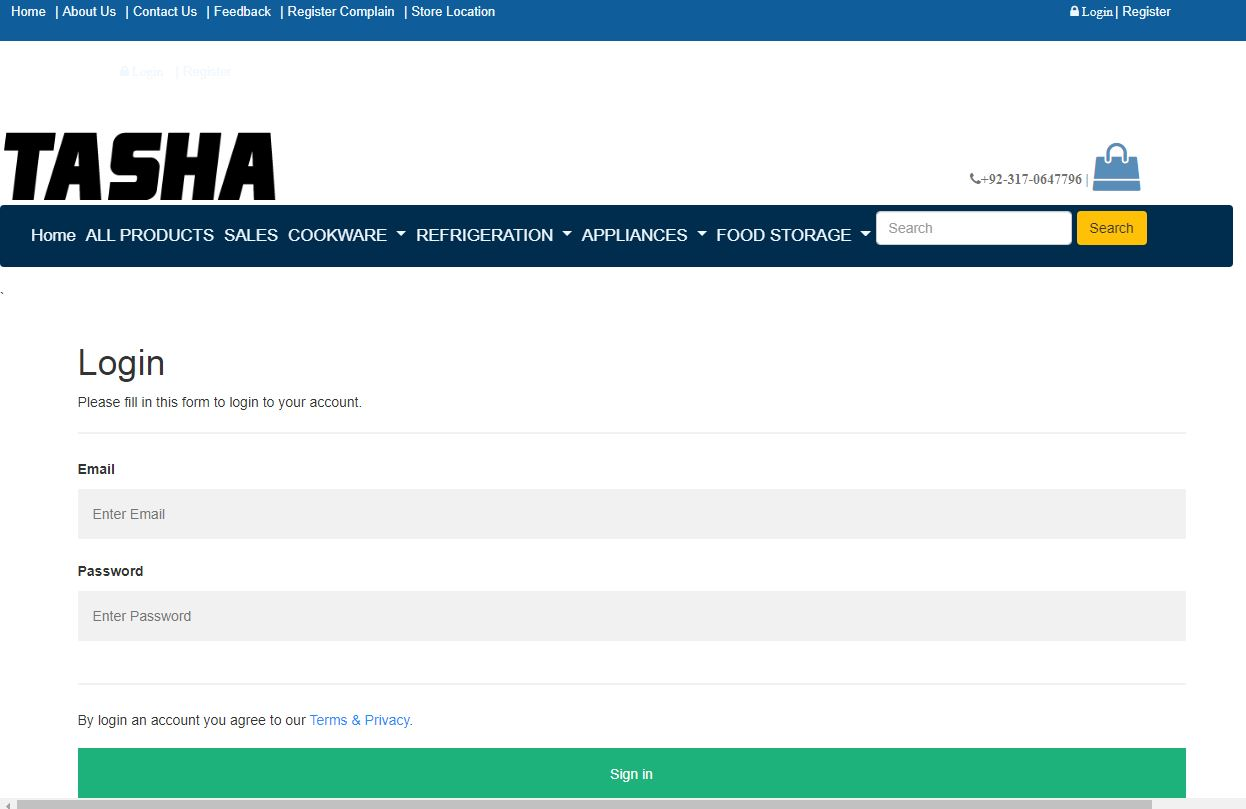 Home | About Us | Contact Us | Feedback | Register Complain | Store Location Login | Register
Login | Register
TASHA
+92-317-0647796 |
Home ALL PRODUCTS SALES COOKWARE REFRIGERATION APPLIANCES FOOD STORAGE Search Search
`
Login
Please fill in this form to login to your account.
Email
Enter Email
Password
Enter Password
By login an account you agree to our Terms & Privacy.
Sign in